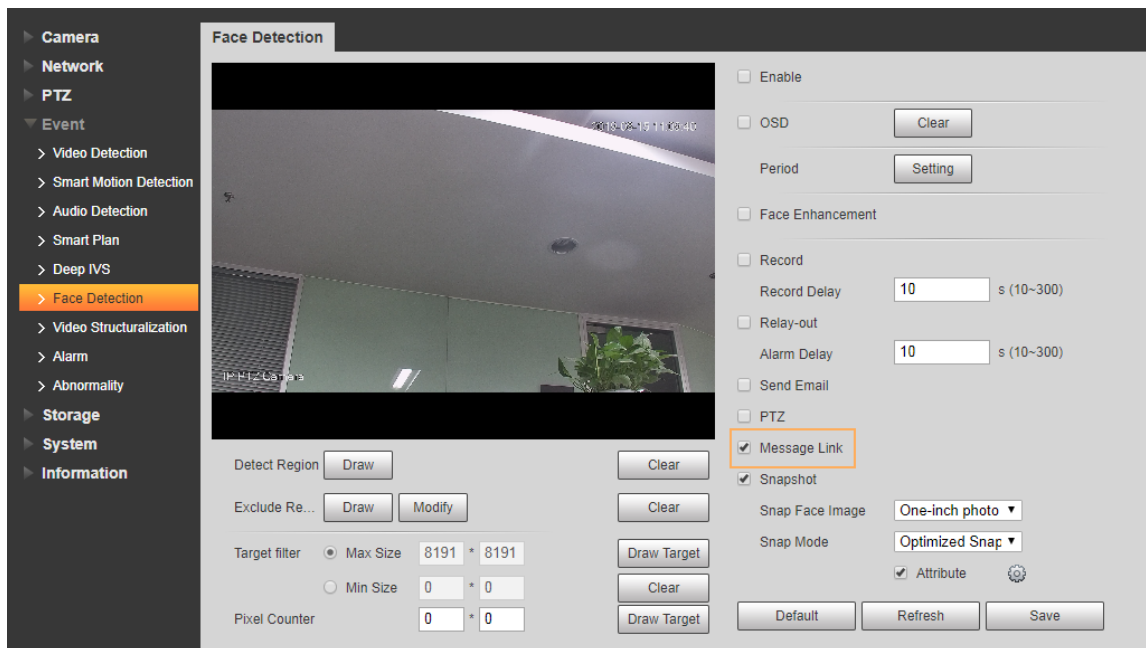 Camera
Network
PTZ
Event
Video Detection
Smart Motion Detection
Audio Detection
Smart Plan
Deep IVS
Face Detection
Video Structuralization
Alarm
Abnormality
Storage
System
Information
Face Detection
IP PTZ Camera
Detect Region Draw Clear
Exclude Re... Draw Modify Clear
Target filter Max Size 8191 * 8191 Draw Target
Min Size 0 * 0 Clear
Pixel Counter 0 * 0 Draw Target
Enable
OSD Clear
Period Setting
Face Enhancement
Record
Record Delay 10 s (10~300)
Relay-out
Alarm Delay 10 s (10~300)
Send Email
PTZ
Message Link
Snapshot
Snap Face Image One-inch photo
Snap Mode Optimized Snap
Attribute
Default Refresh Save